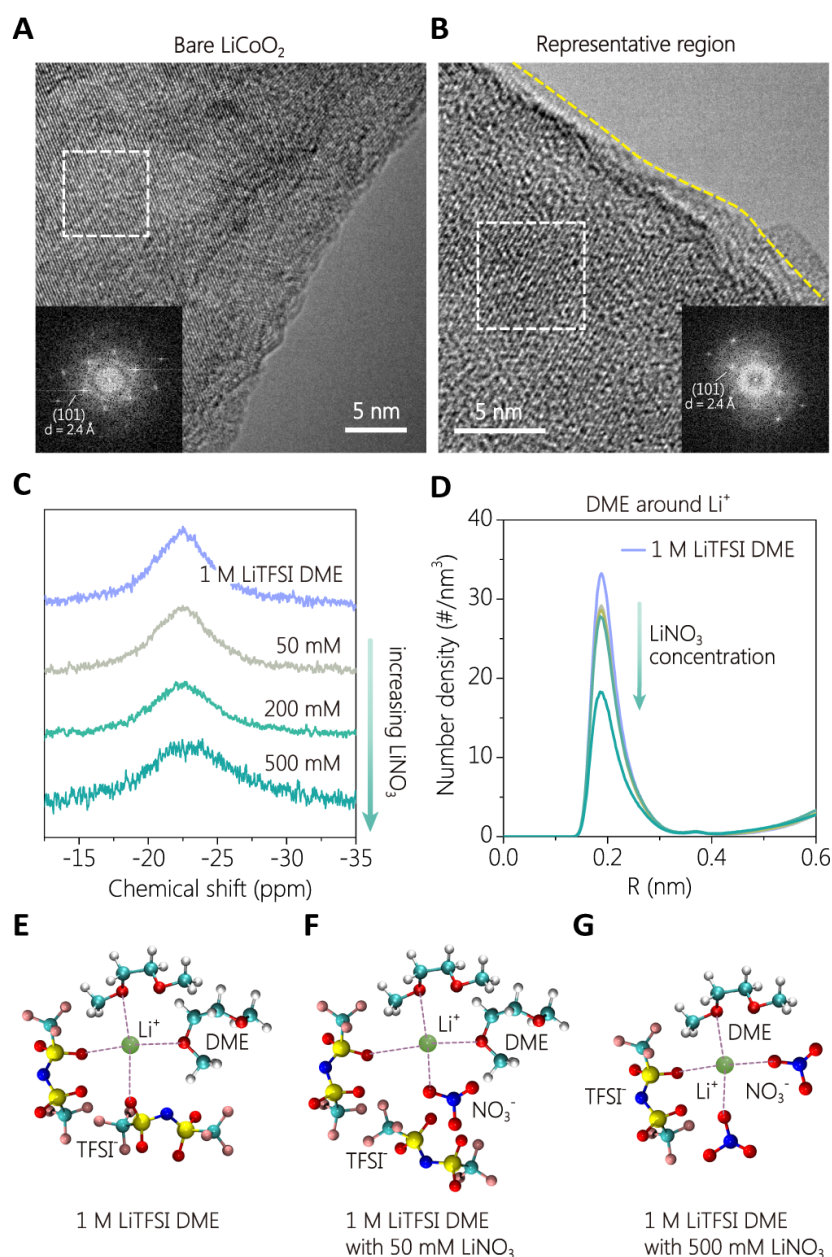 A
Bare LiCoO₂
(101)
d = 2.4 Å
5 nm
B
Representative region
(101)
d = 2.4 Å
5 nm
C
1 M LiTFSI DME
50 mM
200 mM
500 mM
increasing LiNO₃
-15 -20 -25 -30 -35
Chemical shift (ppm)
D
DME around Li⁺
1 M LiTFSI DME
LiNO₃
concentration
Number density (#/nm³)
40
30
20
10
0
0.0 0.2 0.4 0.6
R (nm)
E
Li⁺
DME
TFSI⁻
1 M LiTFSI DME
F
Li⁺
DME
NO₃⁻
TFSI⁻
1 M LiTFSI DME
with 50 mM LiNO₃
G
DME
TFSI⁻
Li⁺
NO₃⁻
1 M LiTFSI DME
with 500 mM LiNO₃